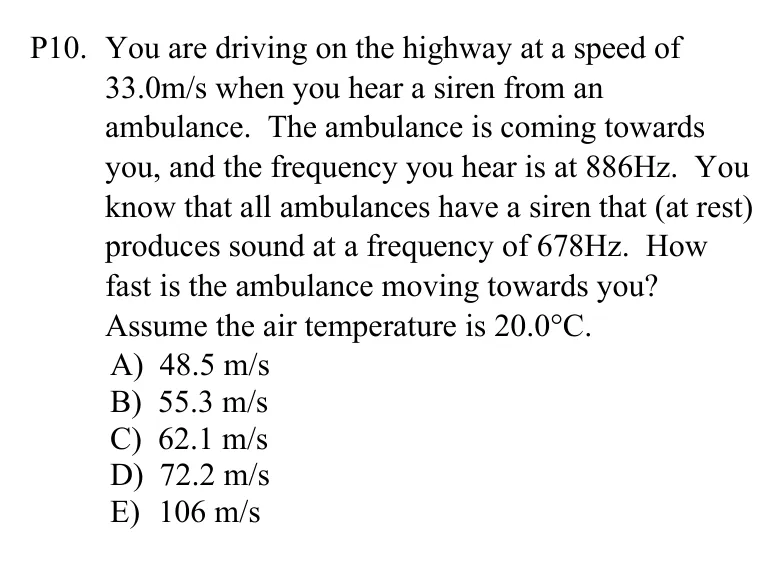 P10. You are driving on the highway at a speed of
33.0m/s when you hear a siren from an
ambulance. The ambulance is coming towards
you, and the frequency you hear is at 886Hz. You
know that all ambulances have a siren that (at rest)
produces sound at a frequency of 678Hz. How
fast is the ambulance moving towards you?
Assume the air temperature is 20.0°C.
A) 48.5 m/s
B) 55.3 m/s
C) 62.1 m/s
D) 72.2 m/s
E) 106 m/s